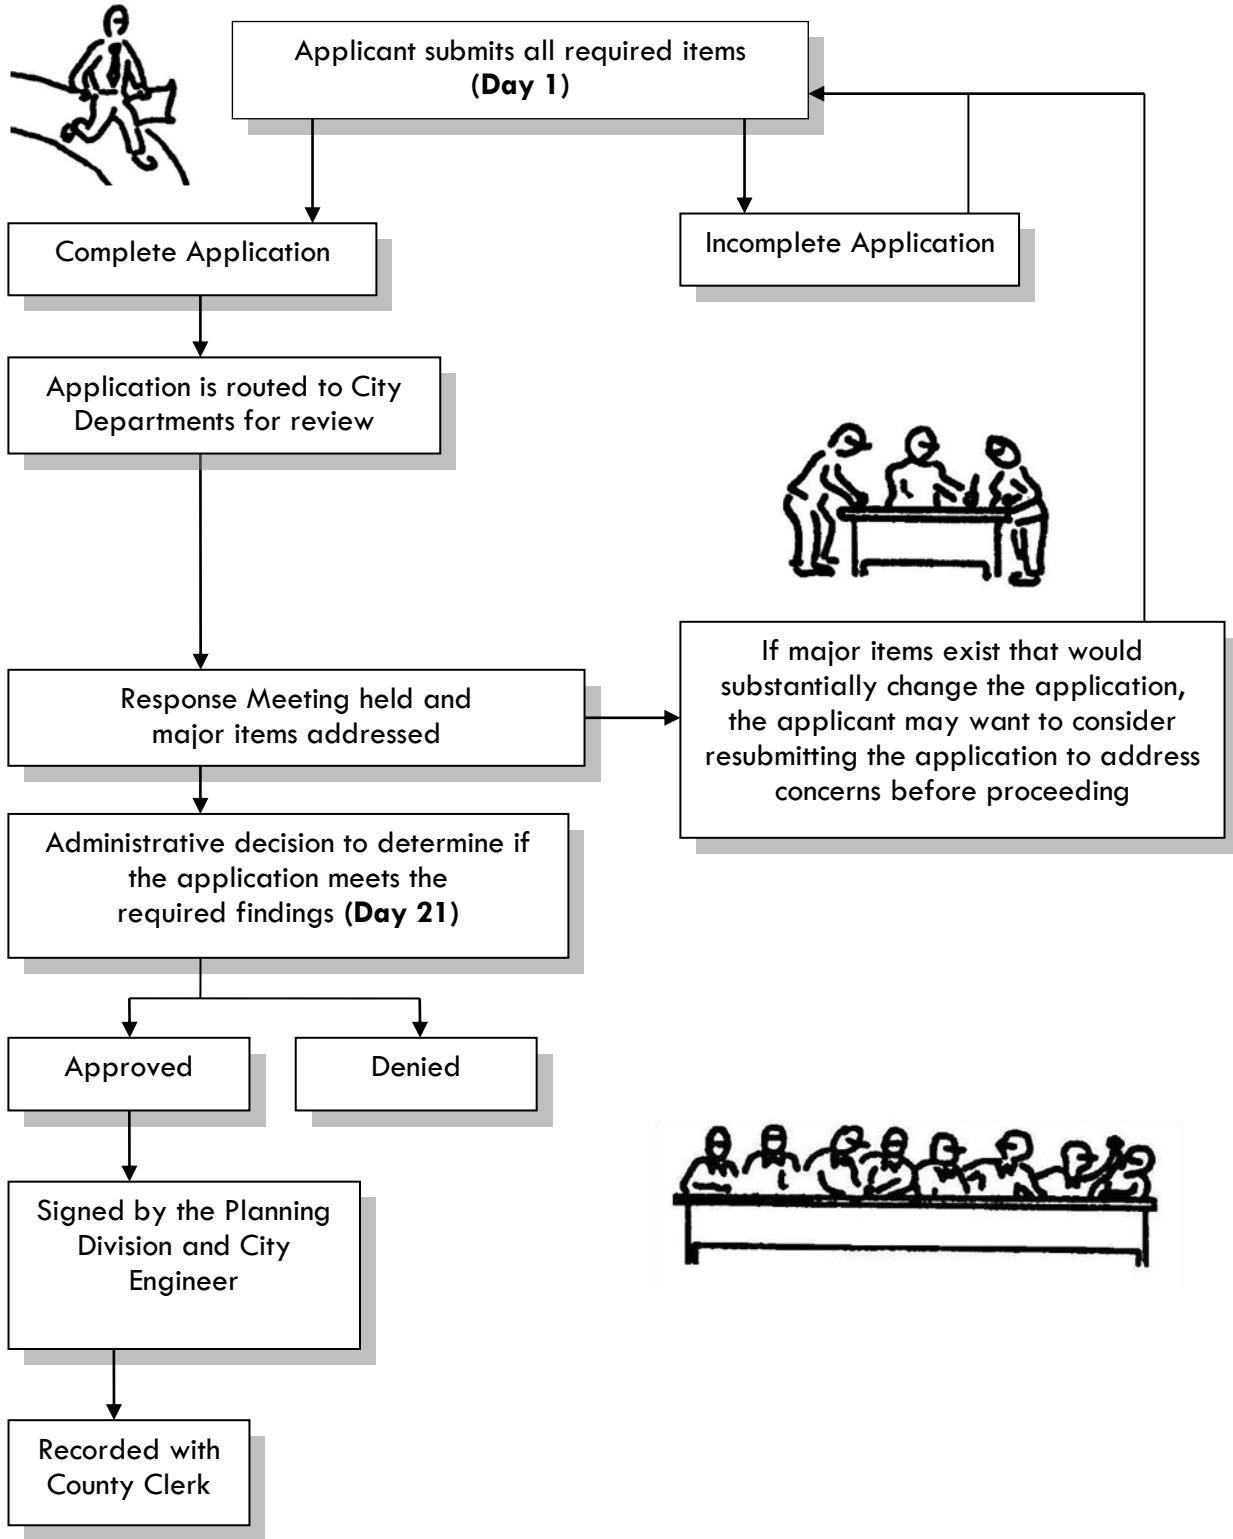 Applicant submits all required items
(Day 1)
Complete Application
Incomplete Application
Application is routed to City
Departments for review
Response Meeting held and
major items addressed
If major items exist that would
substantially change the application,
the applicant may want to consider
resubmitting the application to address
concerns before proceeding
Administrative decision to determine if
the application meets the
required findings (Day 21)
Approved
Denied
Signed by the Planning
Division and City
Engineer
Recorded with
County Clerk